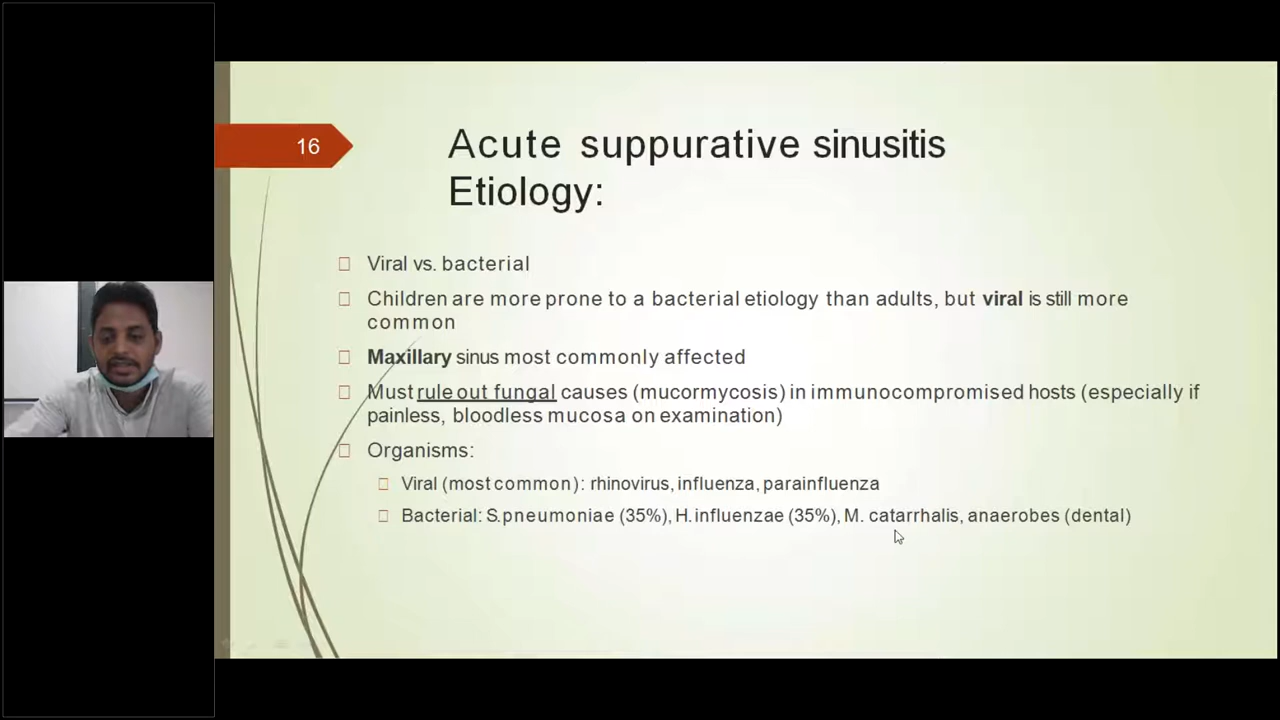 16
Acute suppurative sinusitis
Etiology:
Viral vs. bacterial
Children are more prone to a bacterial etiology than adults, but viral is still more
common
Maxillary sinus most commonly affected
Must rule out fungal causes (mucormycosis) in immunocompromised hosts (especially if
painless, bloodless mucosa on examination)
Organisms:
Viral (most common): rhinovirus, influenza, parainfluenza
Bacterial: S.pneumoniae (35%), H.influenzae (35%), M. catarrhalis, anaerobes (dental)